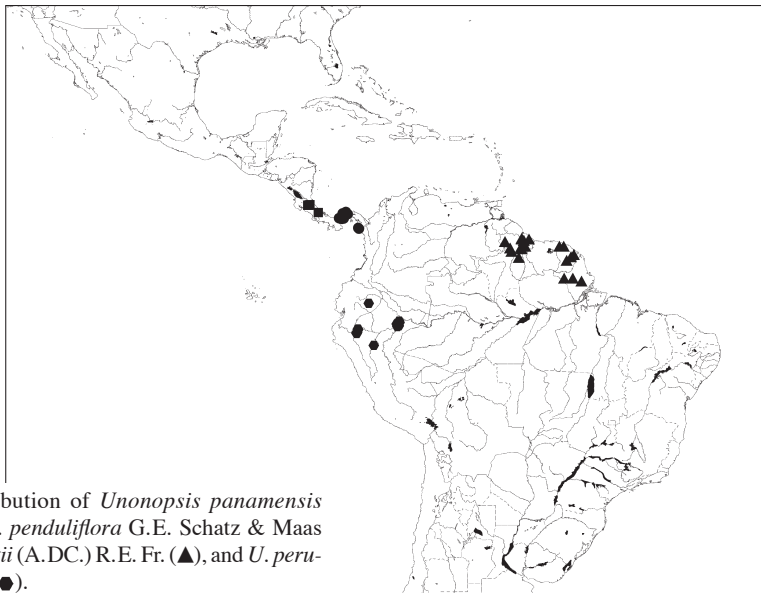 bution of Unonopsis panamensis
. penduliflora G.E. Schatz & Maas
ii (A.DC.) R.E. Fr. (▲), and U. peru-
⬣).